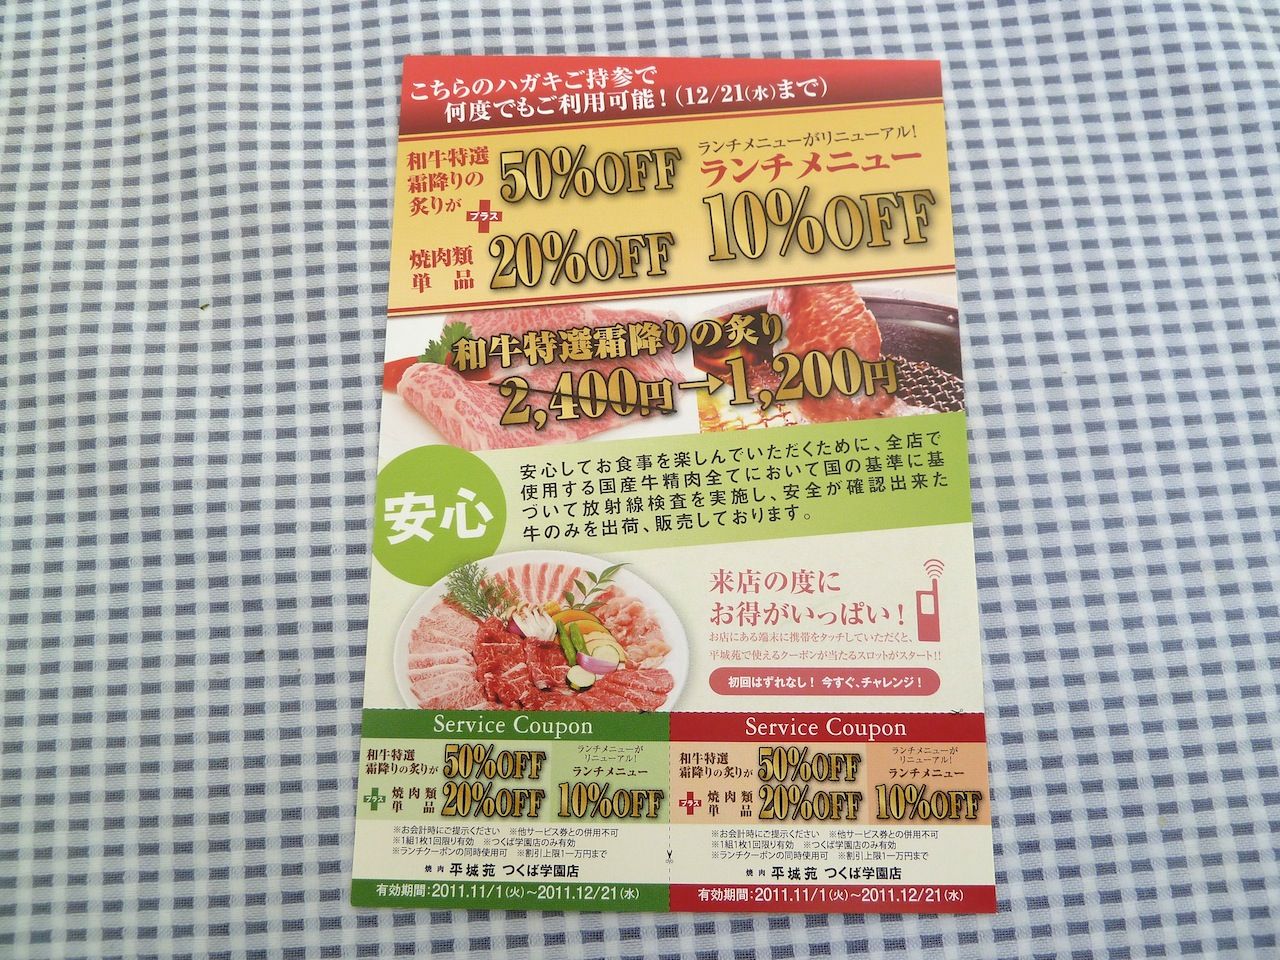 こちらのハガキご持参で
何度でもご利用可能！(12/21(水)まで)
和牛特選
霜降りの
炙りが
50%OFF
プラス
焼肉類
単品
20%OFF
ランチメニューがリニューアル！
ランチメニュー
10%OFF
和牛特選霜降りの炙り
2,400円→1,200円
安心
安心してお食事を楽しんでいただくために、全店で
使用する国産牛精肉全てにおいて国の基準に基
づいて放射線検査を実施し、安全が確認出来た
牛のみを出荷、販売しております。
来店の度に
お得がいっぱい！
お店にある端末に携帯をタッチしていただくと、
平城苑で使えるクーポンが当たるスロットがスタート!!
初回はずれなし！ 今すぐ、チャレンジ！
Service Coupon
和牛特選
霜降りの炙りが
50%OFF
プラス
焼肉類
単品
20%OFF
ランチメニューが
リニューアル！
ランチメニュー
10%OFF
※お会計時にご提示ください ※他サービス券との併用不可
※1組1枚1回限り有効 ※つくば学園店のみ有効
※ランチクーポンの同時使用可 ※割引上限一万円まで
焼肉 平城苑 つくば学園店
有効期間：2011.11/1(火)～2011.12/21(水)
Service Coupon
和牛特選
霜降りの炙りが
50%OFF
プラス
焼肉類
単品
20%OFF
ランチメニューが
リニューアル！
ランチメニュー
10%OFF
※お会計時にご提示ください ※他サービス券との併用不可
※1組1枚1回限り有効 ※つくば学園店のみ有効
※ランチクーポンの同時使用可 ※割引上限一万円まで
焼肉 平城苑 つくば学園店
有効期間：2011.11/1(火)～2011.12/21(水)